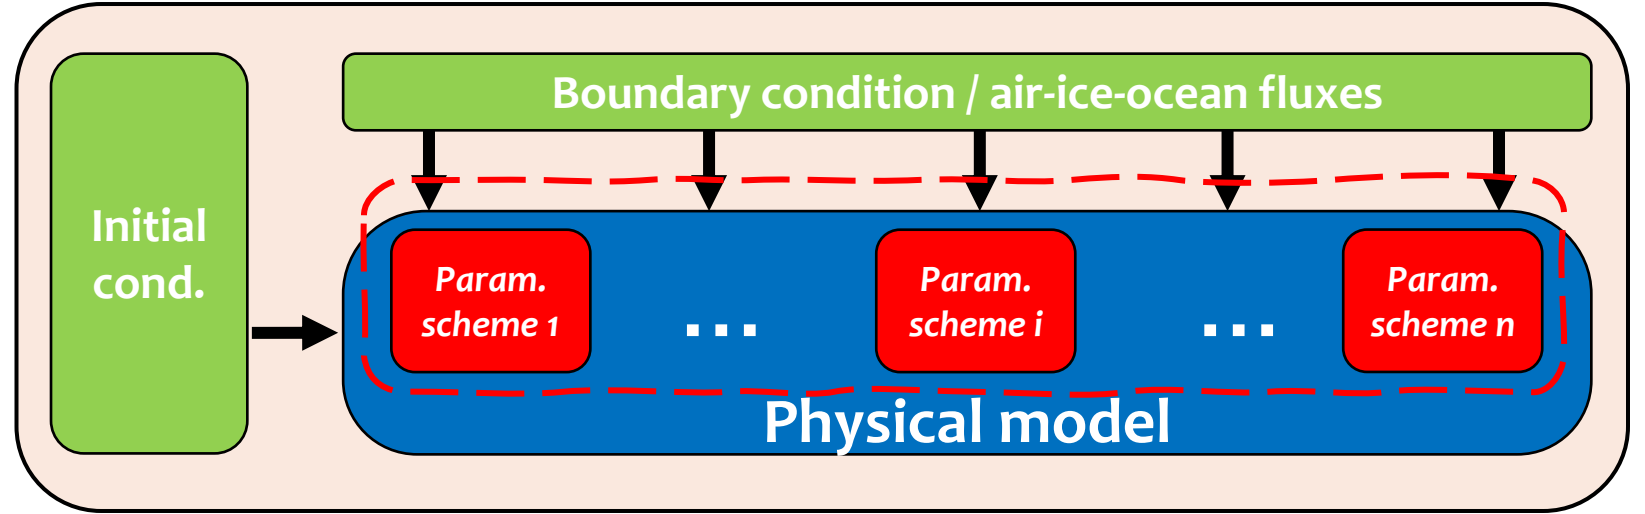 Boundary condition / air-ice-ocean fluxes
Initial
cond.
Param.
scheme 1
...
Param.
scheme i
...
Param.
scheme n
Physical model